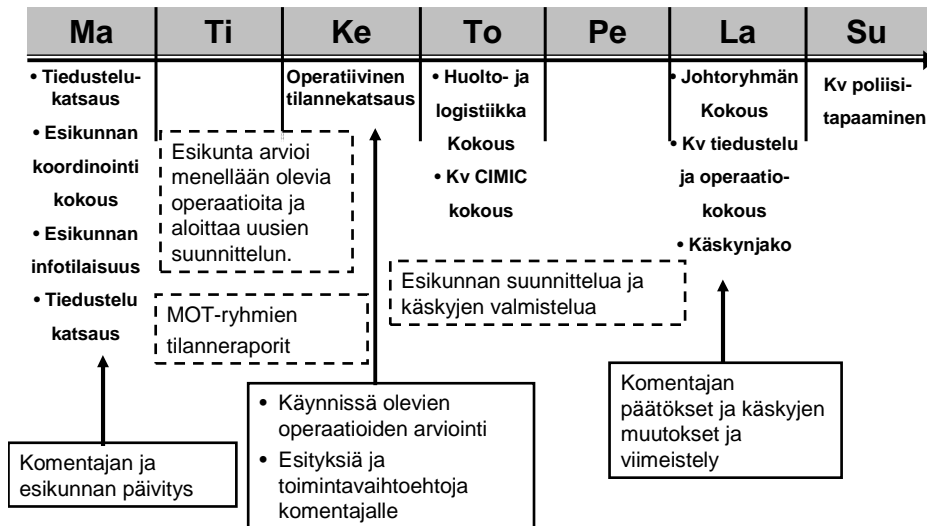 Ma Ti Ke To Pe La Su
• Tiedustelu-
katsaus
• Esikunnan
koordinointi
kokous
• Esikunnan
infotilaisuus
• Tiedustelu
katsaus
Operatiivinen
tilannekatsaus
• Huolto- ja
logistiikka
Kokous
• Kv CIMIC
kokous
• Johtoryhmän
Kokous
• Kv tiedustelu
ja operaatio-
kokous
• Käskynjako
Kv poliisi-
tapaaminen
Esikunta arvioi
menellään olevia
operaatioita ja
aloittaa uusien
suunnittelun.
MOT-ryhmien
tilanneraporit
Esikunnan suunnittelua ja
käskyjen valmistelua
Komentajan ja
esikunnan päivitys
• Käynnissä olevien
operaatioiden arviointi
• Esityksiä ja
toimintavaihtoehtoja
komentajalle
Komentajan
päätökset ja käskyjen
muutokset ja
viimeistely